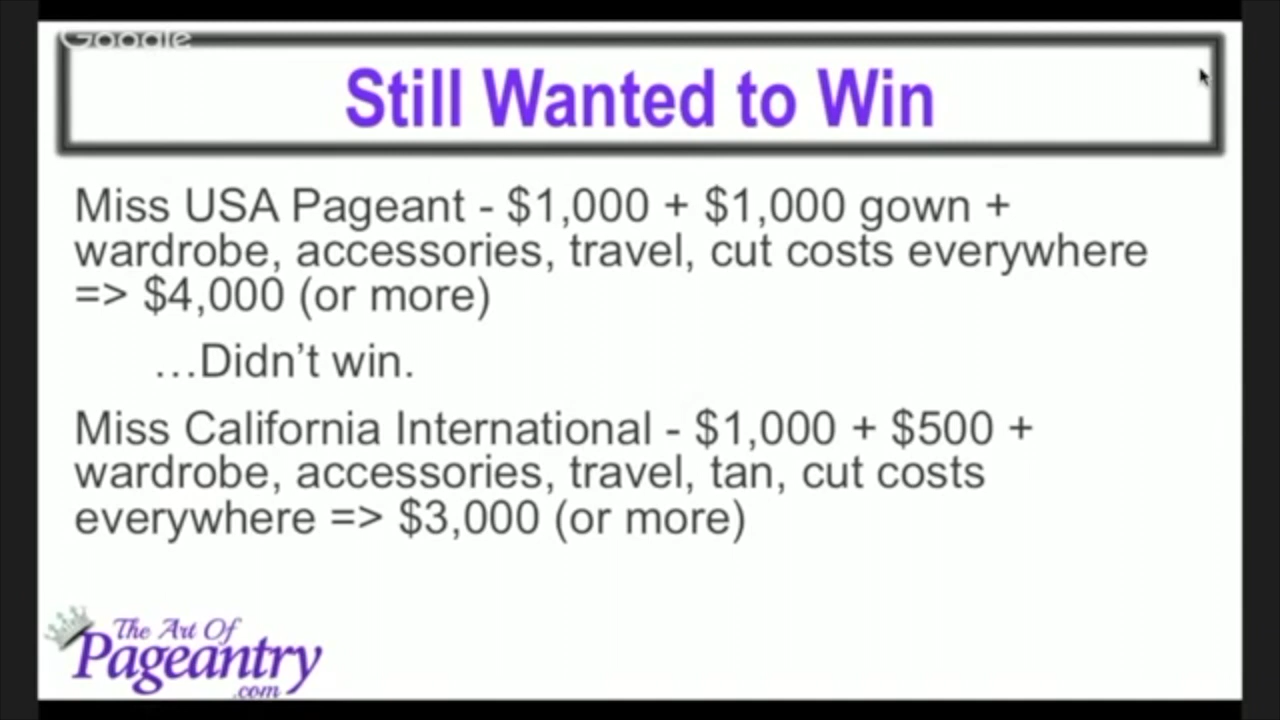 Google
Still Wanted to Win
Miss USA Pageant - $1,000 + $1,000 gown +
wardrobe, accessories, travel, cut costs everywhere
=> $4,000 (or more)
…Didn’t win.
Miss California International - $1,000 + $500 +
wardrobe, accessories, travel, tan, cut costs
everywhere => $3,000 (or more)
The Art Of
Pageantry
.com